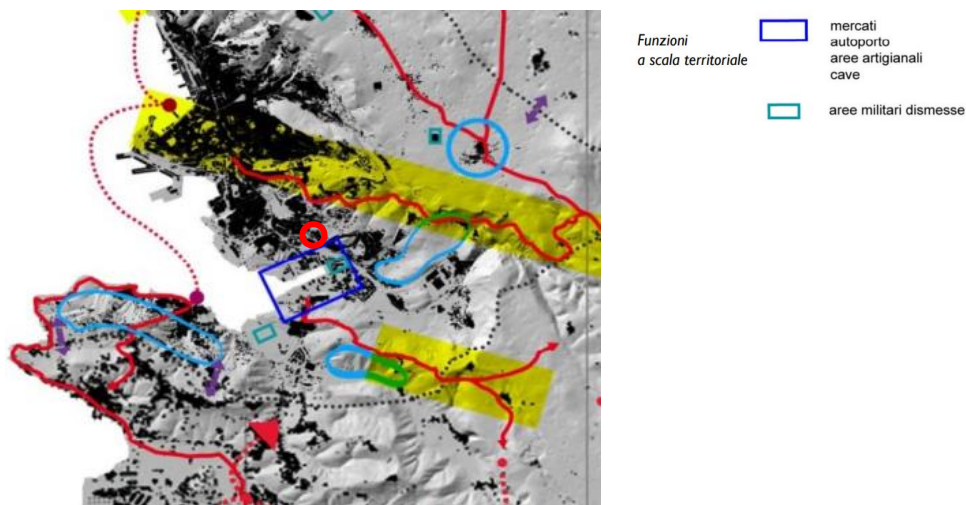 Funzioni
a scala territoriale
mercati
autoporto
aree artigianali
cave
aree militari dismesse